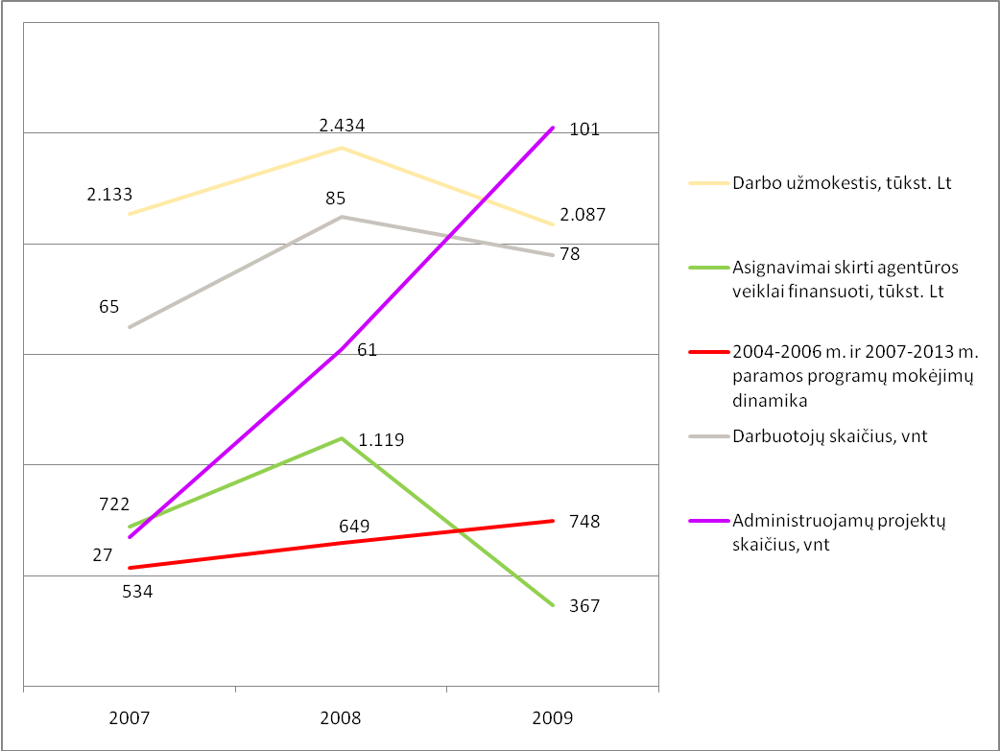 2.434
101
2.133
85
2.087
78
65
61
1.119
722
649
748
27
534
367
2007
2008
2009
Darbo užmokestis, tūkst. Lt
Asignavimai skirti agentūros
veiklai finansuoti, tūkst. Lt
2004-2006 m. ir 2007-2013 m.
paramos programų mokėjimų
dinamika
Darbuotojų skaičius, vnt
Administruojamų projektų
skaičius, vnt